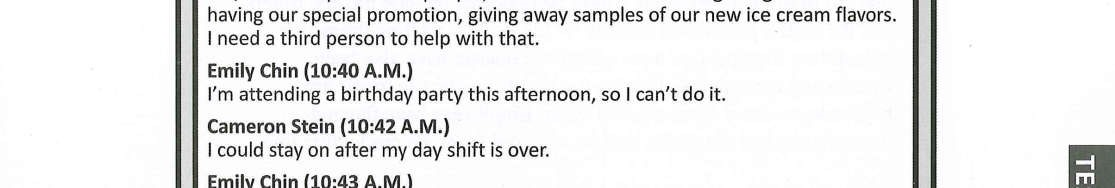 having our special promotion, giving away samples of our new ice cream flavors.
I need a third person to help with that.
Emily Chin (10:40 A.M.)
I'm attending a birthday party this afternoon, so I can't do it.
Cameron Stein (10:42 A.M.)
I could stay on after my day shift is over.
Emily Chin (10:43 A.M.)
TE